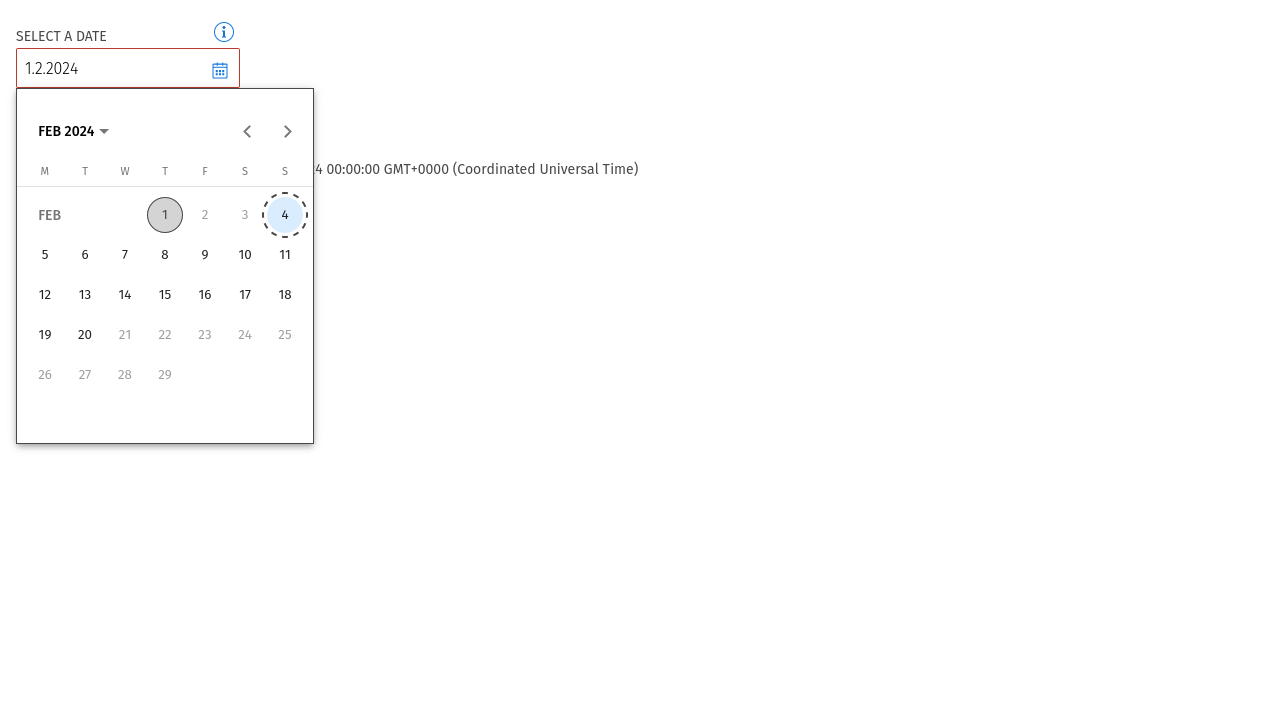 SELECT A DATE
1.2.2024
FEB 2024
4 00:00:00 GMT+0000 (Coordinated Universal Time)
M T W T F S S
FEB 1 2 3 4
5 6 7 8 9 10 11
12 13 14 15 16 17 18
19 20 21 22 23 24 25
26 27 28 29